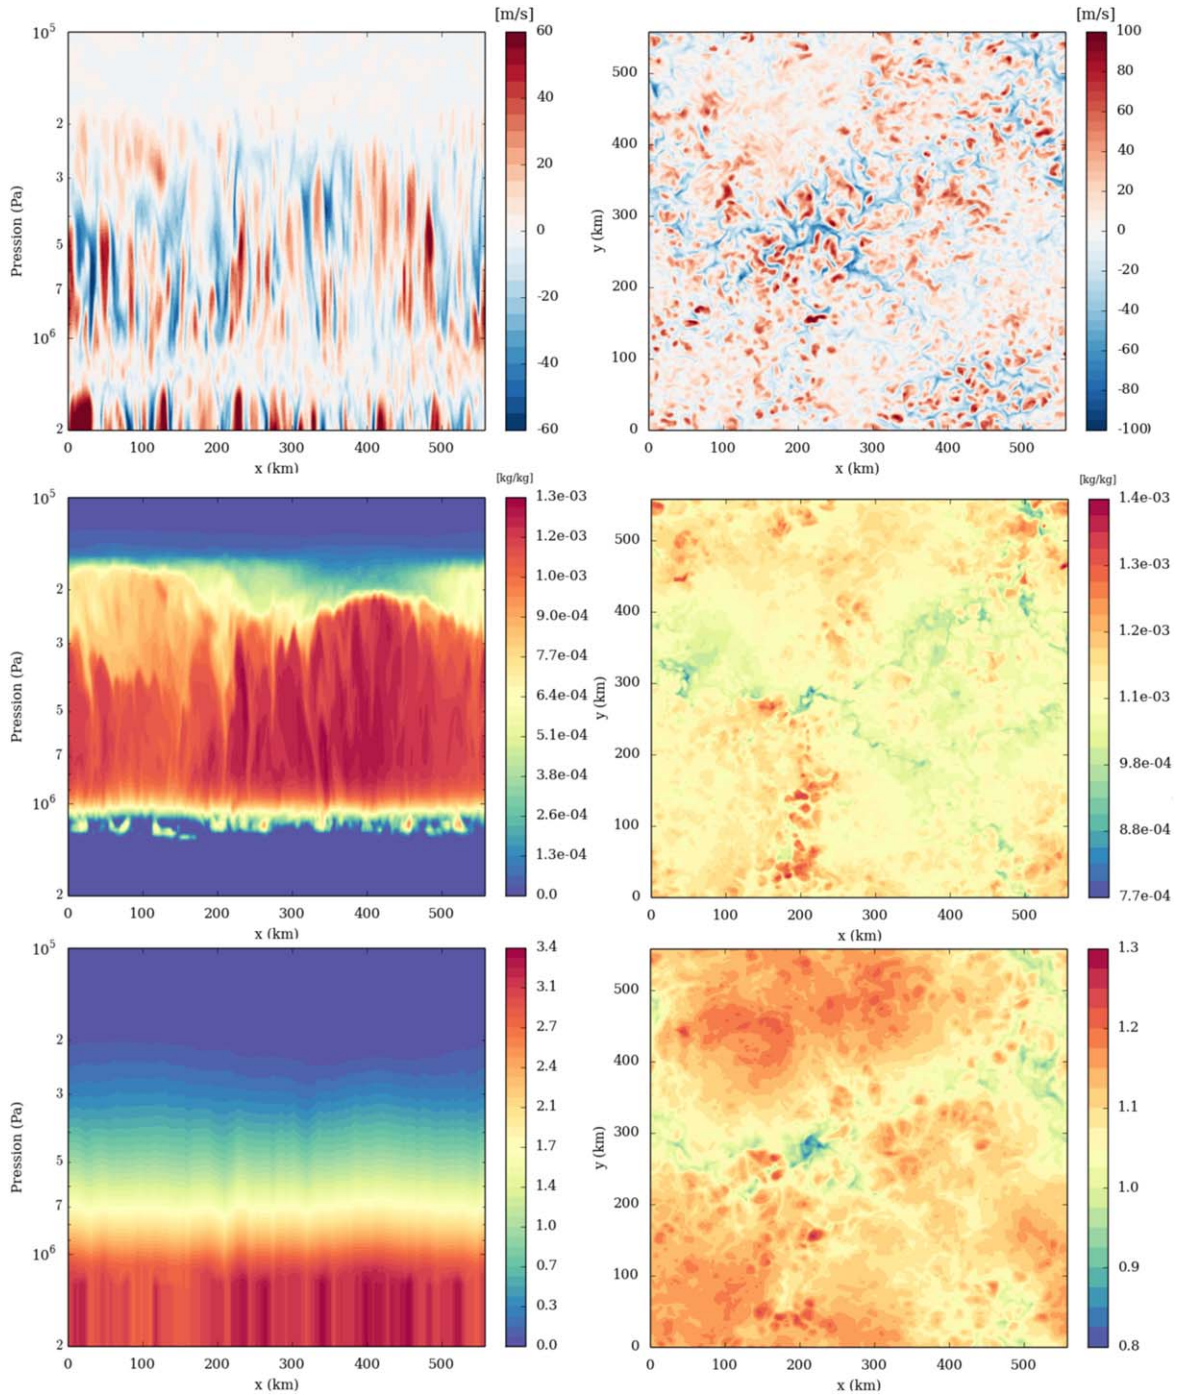 [m/s]
10^5
2
3
5
7
10^6
2
Pression (Pa)
0 100 200 300 400 500
x (km)
60
40
20
0
-20
-40
-60
[m/s]
500
400
300
200
100
0
y (km)
0 100 200 300 400 500
x (km)
100
80
60
40
20
0
-20
-40
-60
-80
-100)
[kg/kg]
10^5
2
3
5
7
10^6
2
Pression (Pa)
0 100 200 300 400 500
x (km)
1.3e-03
1.2e-03
1.0e-03
9.0e-04
7.7e-04
6.4e-04
5.1e-04
3.8e-04
2.6e-04
1.3e-04
0.0
[kg/kg]
500
400
300
200
100
0
y (km)
0 100 200 300 400 500
x (km)
1.4e-03
1.3e-03
1.2e-03
1.1e-03
9.8e-04
8.8e-04
7.7e-04
10^5
2
3
5
7
10^6
2
Pression (Pa)
0 100 200 300 400 500
x (km)
3.4
3.1
2.7
2.4
2.1
1.7
1.4
1.0
0.7
0.3
0.0
500
400
300
200
100
0
y (km)
0 100 200 300 400 500
x (km)
1.3
1.2
1.1
1.0
0.9
0.8